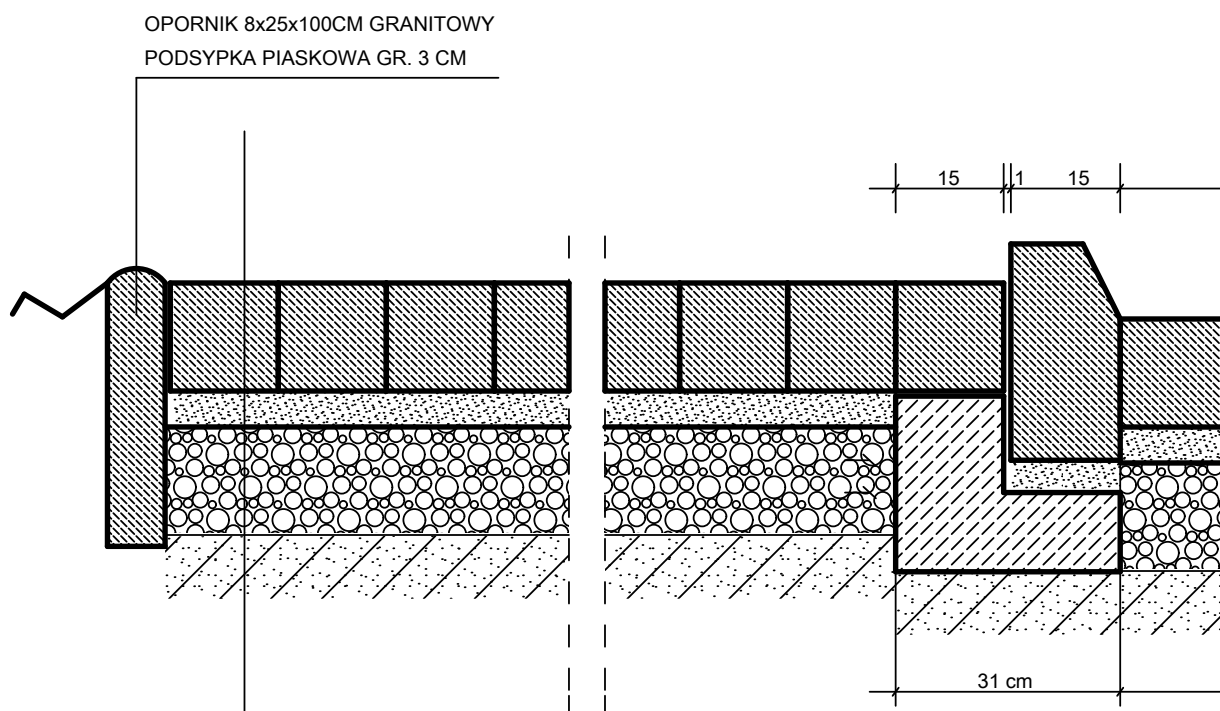 OPORNIK 8x25x100CM GRANITOWY
PODSYPKA PIASKOWA GR. 3 CM
15 1 15
31 cm